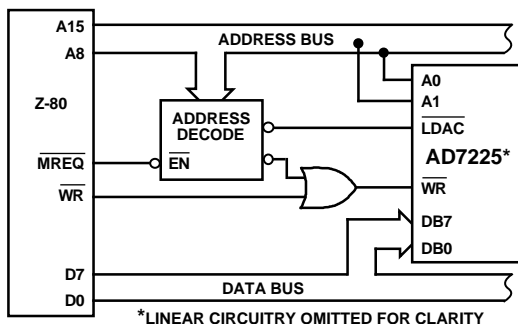 A15
ADDRESS BUS
A8
A0
Z-80
A1
ADDRESS
DECODE
LDAC
AD7225*
MREQ
EN
WR
WR
DB7
DB0
D7
DATA BUS
D0
*LINEAR CIRCUITRY OMITTED FOR CLARITY